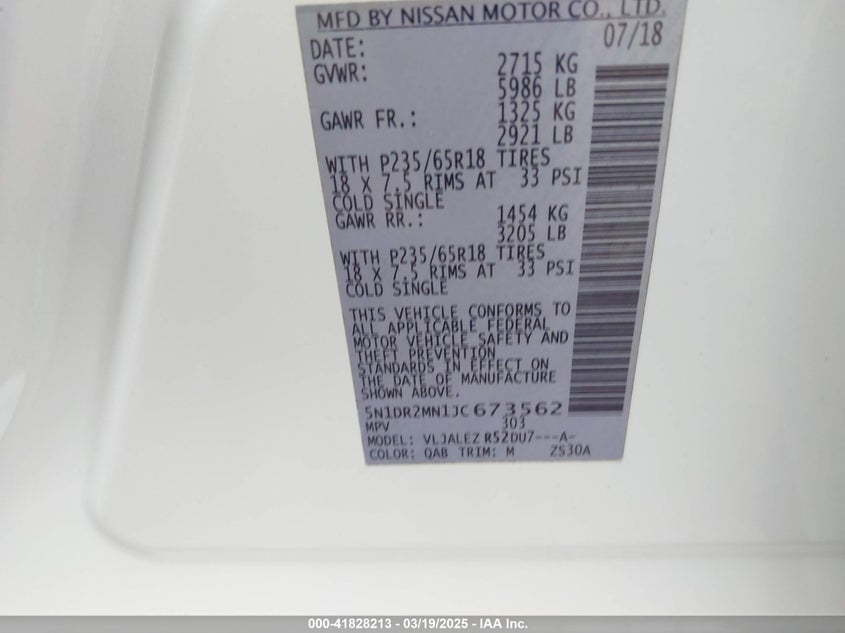 MFD BY NISSAN MOTOR CO., LTD.
DATE: 07/18
GVWR: 2715 KG
5986 LB
GAWR FR.: 1325 KG
2921 LB
WITH P235/65R18 TIRES
18 X 7.5 RIMS AT 33 PSI
COLD SINGLE
GAWR RR.: 1454 KG
3205 LB
WITH P235/65R18 TIRES
18 X 7.5 RIMS AT 33 PSI
COLD SINGLE
THIS VEHICLE CONFORMS TO
ALL APPLICABLE FEDERAL
MOTOR VEHICLE SAFETY AND
THEFT PREVENTION
STANDARDS IN EFFECT ON
THE DATE OF MANUFACTURE
SHOWN ABOVE.
5N1DR2MN1JC673562
MPV 303
MODEL: VLJALEZ R52DU7---A-
COLOR: QAB TRIM: M ZS30A
000-41828213 - 03/19/2025 - © IAA Inc.